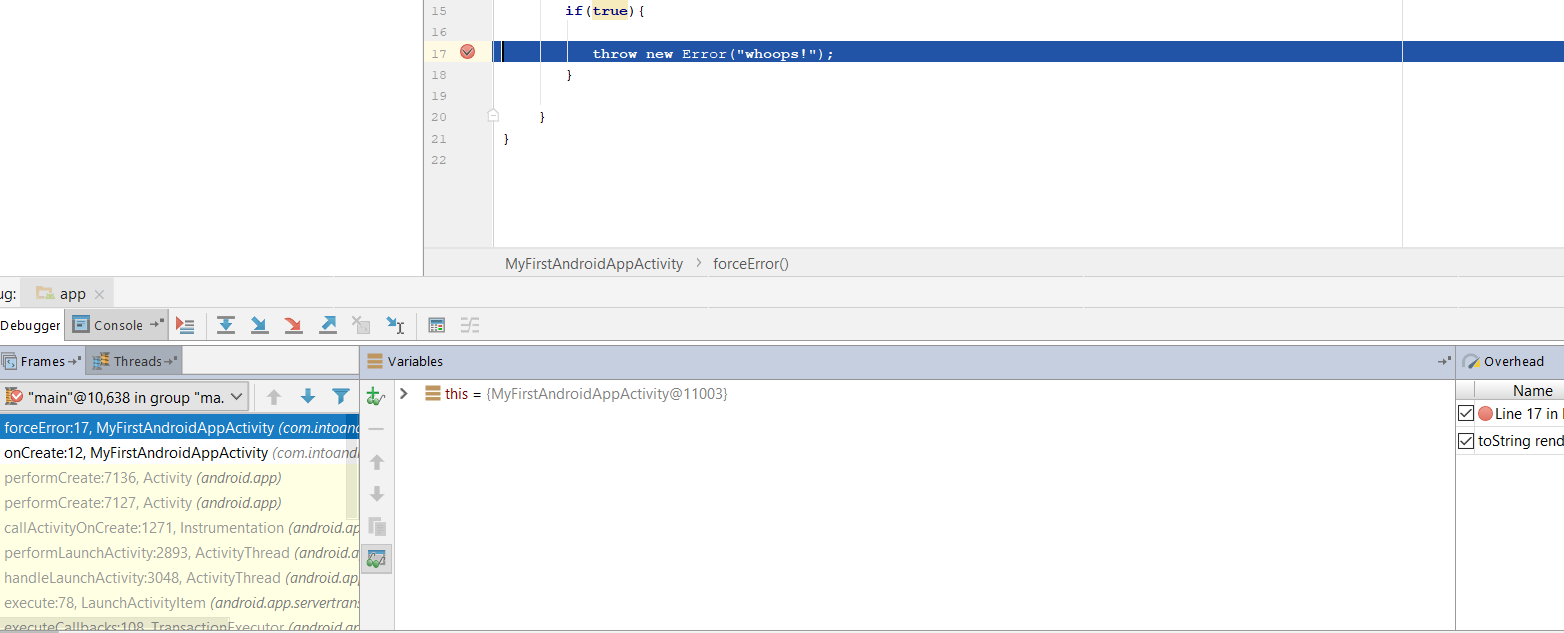 15 if(true){
16
17 throw new Error("whoops!");
18 }
19
20 }
21 }
22
MyFirstAndroidAppActivity > forceError()
ug: app ×
Debugger Console
Frames Threads
Variables
Overhead
"main"@10,638 in group "ma.
this = {MyFirstAndroidAppActivity@11003}
Name
Line 17 in
toString rend
forceError:17, MyFirstAndroidAppActivity (com.intoand
onCreate:12, MyFirstAndroidAppActivity (com.intoand
performCreate:7136, Activity (android.app)
performCreate:7127, Activity (android.app)
callActivityOnCreate:1271, Instrumentation (android.ap
performLaunchActivity:2893, ActivityThread (android.a
handleLaunchActivity:3048, ActivityThread (android.ap
execute:78, LaunchActivityItem (android.app.servertran
executeCallbacks:108, TransactionExecutor (android.ap